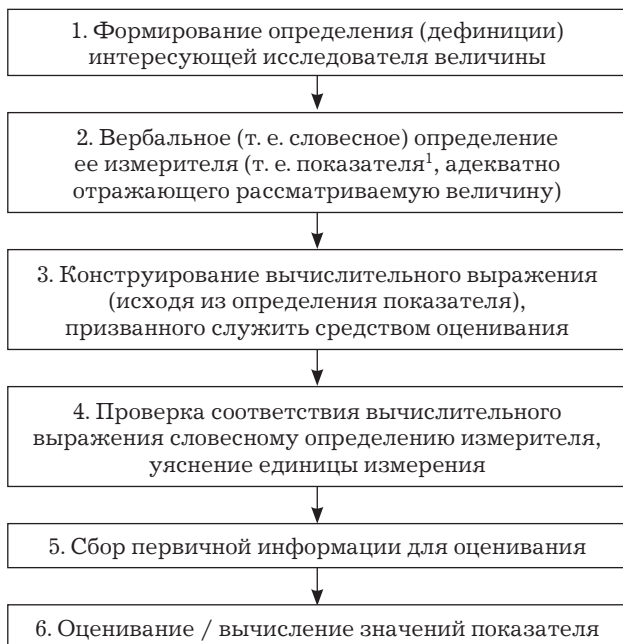 1. Формирование определения (дефиниции)
интересующей исследователя величины
2. Вербальное (т. е. словесное) определение
ее измерителя (т. е. показателя¹, адекватно
отражающего рассматриваемую величину)
3. Конструирование вычислительного выражения
(исходя из определения показателя),
призванного служить средством оценивания
4. Проверка соответствия вычислительного
выражения словесному определению измерителя,
уяснение единицы измерения
5. Сбор первичной информации для оценивания
6. Оценивание / вычисление значений показателя